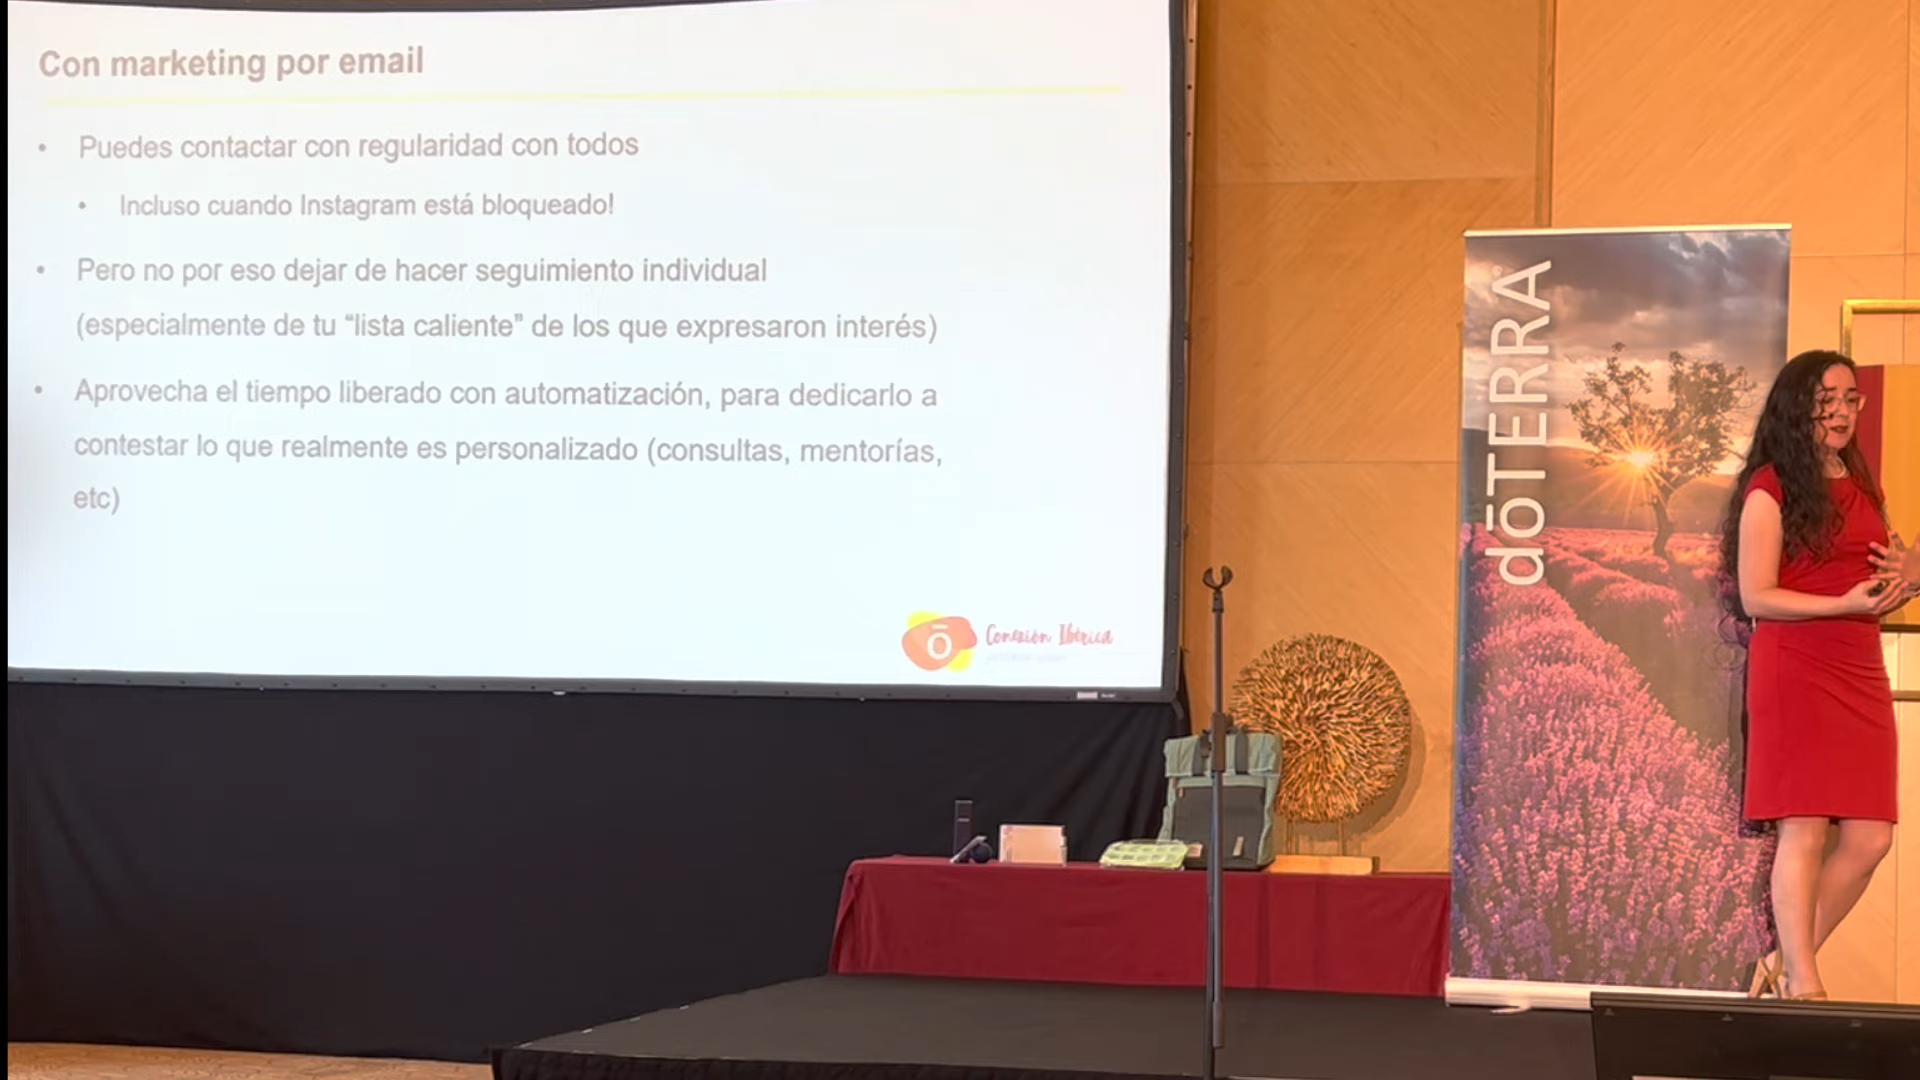 Con marketing por email
• Puedes contactar con regularidad con todos
• Incluso cuando Instagram está bloqueado!
• Pero no por eso dejar de hacer seguimiento individual
(especialmente de tu “lista caliente” de los que expresaron interés)
• Aprovecha el tiempo liberado con automatización, para dedicarlo a
contestar lo que realmente es personalizado (consultas, mentorías,
etc)
ō Conexión Ibérica
dōTERRA